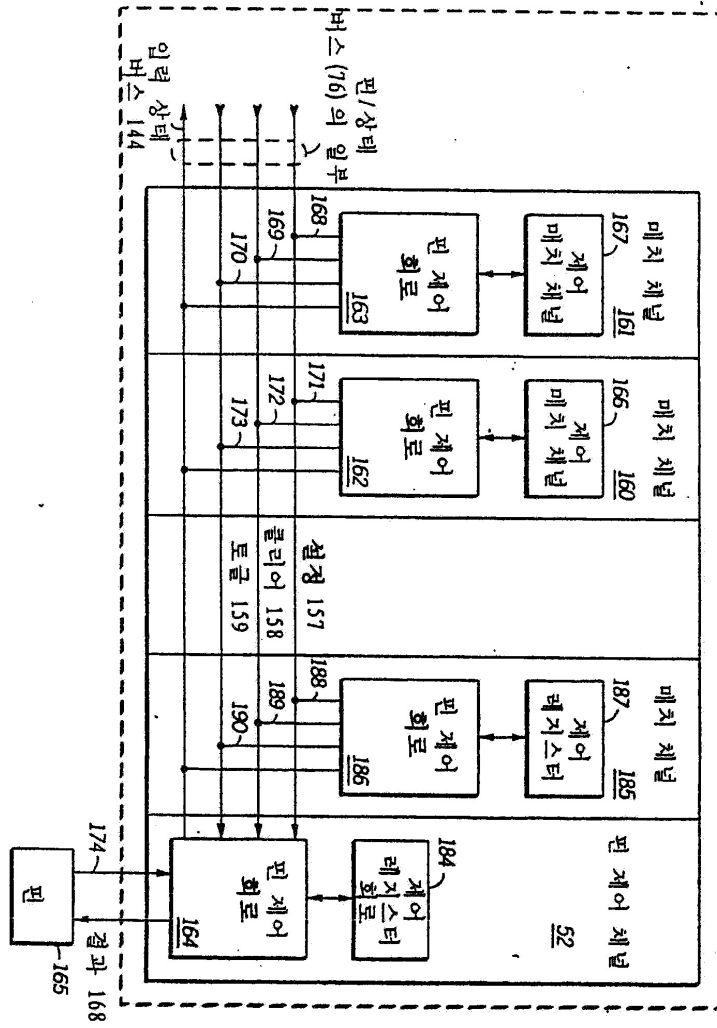 매치 채널
161
167
제어
매치 채널
핀 제어
회로
163
168
169
170
매치 채널
160
166
제어
매치 채널
핀 제어
회로
162
171
172
173
매치 채널
185
187
제어
레지스터
핀 제어
회로
186
188
189
190
핀 제어 채널
52
184
제어
레지스터
회로
핀 제어
회로
164
핀/상태
버스(76)의 일부
설정 157
클리어 158
토글 159
입력 상태
버스 144
174
결과 168
핀
165